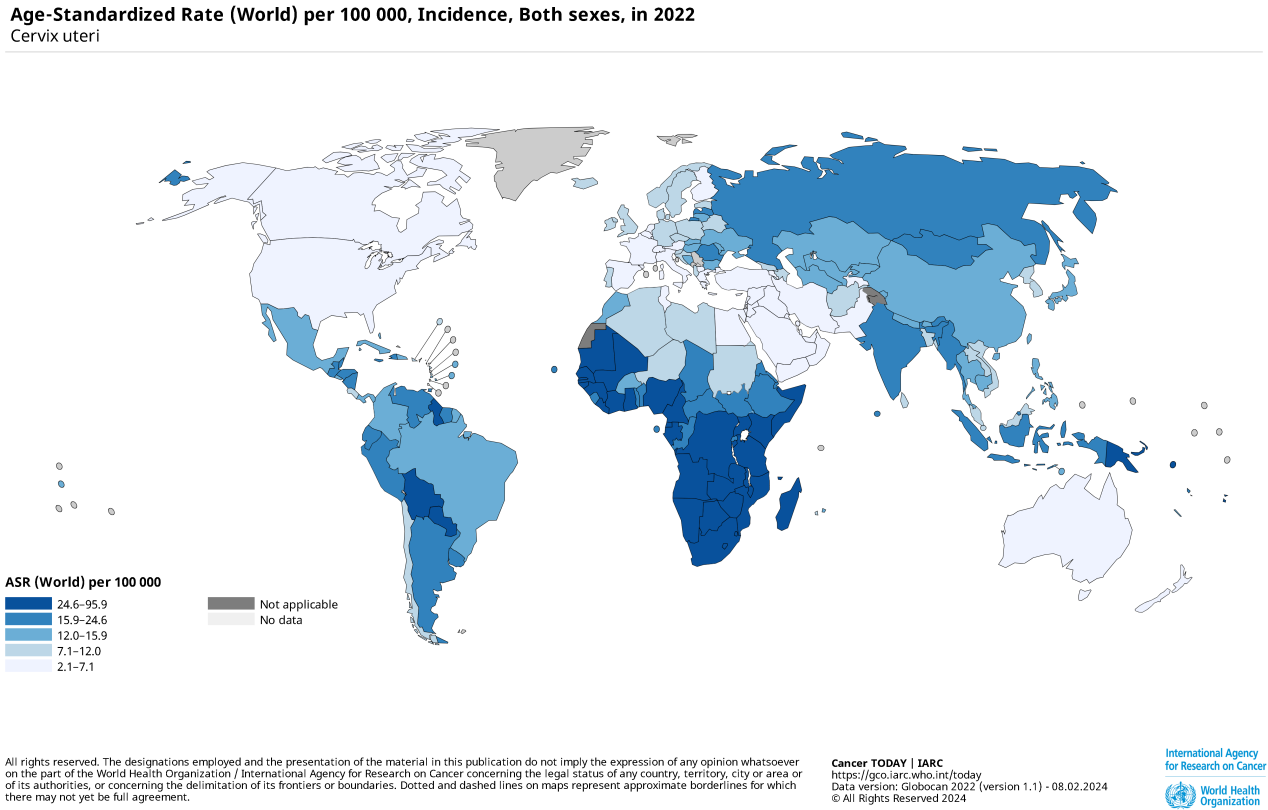 Age-Standardized Rate (World) per 100 000, Incidence, Both sexes, in 2022
Cervix uteri
ASR (World) per 100 000
24.6–95.9
15.9–24.6
12.0–15.9
7.1–12.0
2.1–7.1
Not applicable
No data
All rights reserved. The designations employed and the presentation of the material in this publication do not imply the expression of any opinion whatsoever
on the part of the World Health Organization / International Agency for Research on Cancer concerning the legal status of any country, territory, city or area or
of its authorities, or concerning the delimitation of its frontiers or boundaries. Dotted and dashed lines on maps represent approximate borderlines for which
there may not yet be full agreement.
Cancer TODAY | IARC
https://gco.iarc.who.int/today
Data version: Globocan 2022 (version 1.1) - 08.02.2024
© All Rights Reserved 2024
International Agency
for Research on Cancer
World Health
Organization